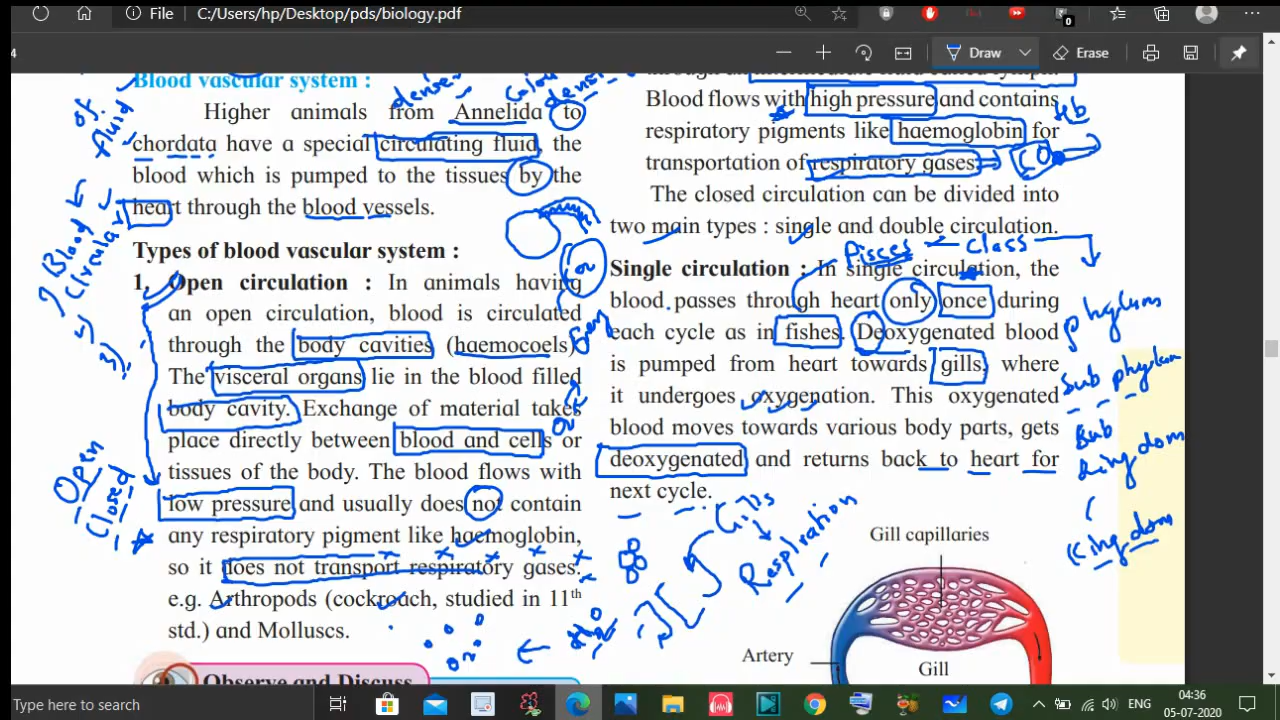 File C:/Users/hp/Desktop/pds/biology.pdf
4
Draw
Erase
Blood vascular system :
Higher animals from Annelida to
chordata have a special circulating fluid, the
blood which is pumped to the tissues by the
heart through the blood vessels.
Types of blood vascular system :
1. Open circulation : In animals having
an open circulation, blood is circulated
through the body cavities (haemocoels)
The visceral organs lie in the blood filled
body cavity. Exchange of material takes
place directly between blood and cells or
tissues of the body. The blood flows with
low pressure and usually does not contain
any respiratory pigment like haemoglobin,
so it does not transport respiratory gases.
e.g. Arthropods (cockroach, studied in 11th
std.) and Molluscs.
Observe and Discuss
of
fluid
Blood
Open
Closed
dense
through an intermediate fluid called lymph.
Blood flows with high pressure and contains
respiratory pigments like haemoglobin for
transportation of respiratory gases.
The closed circulation can be divided into
two main types : single and double circulation.
Single circulation : In single circulation, the
blood passes through heart only once during
each cycle as in fishes. Deoxygenated blood
is pumped from heart towards gills, where
it undergoes oxygenation. This oxygenated
blood moves towards various body parts, gets
deoxygenated and returns back to heart for
next cycle.
Hb
Pisces
class
phylum
Sub phylum
Sub
Kingdom
Kingdom
Gills
Respiration
Gill capillaries
Artery
Gill
Type here to search
ENG
04:36
05-07-2020